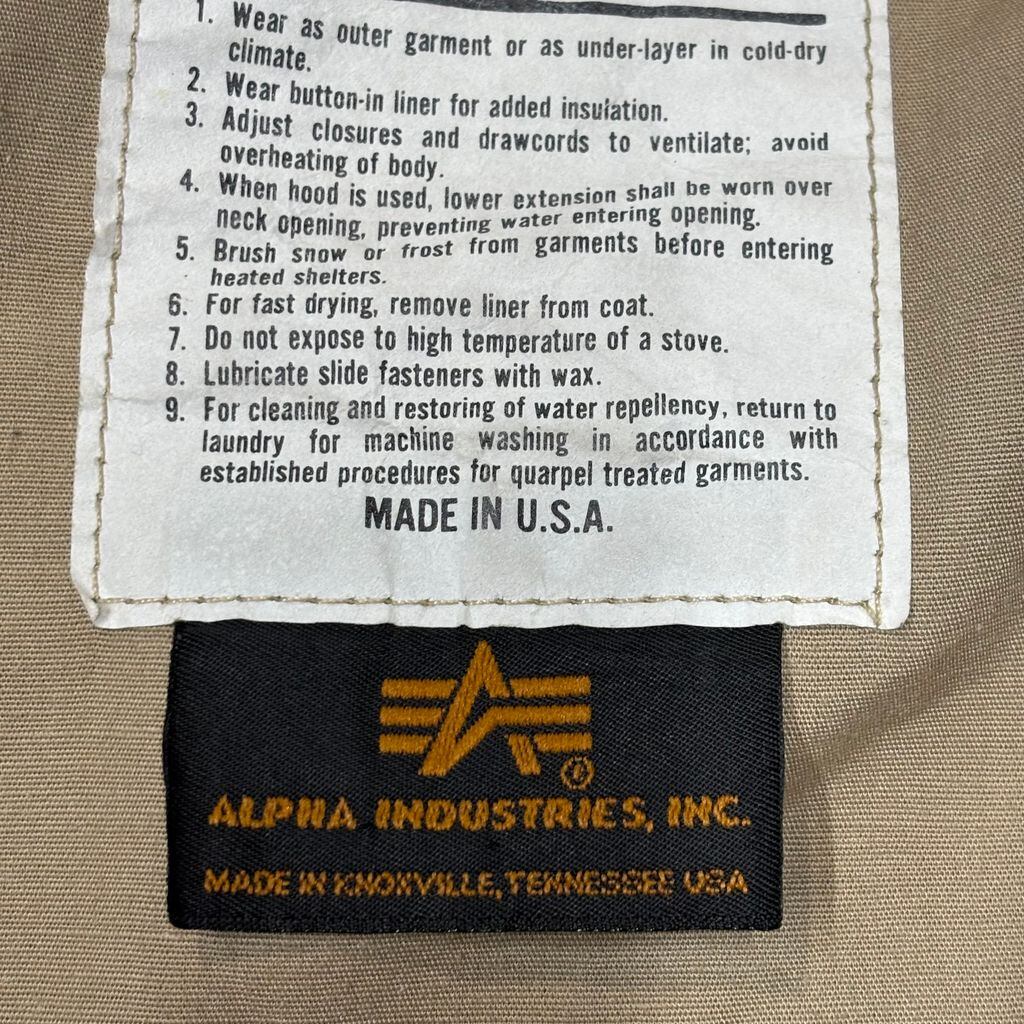 1. Wear as outer garment or as under-layer in cold-dry
climate.
2. Wear button-in liner for added insulation.
3. Adjust closures and drawcords to ventilate; avoid
overheating of body.
4. When hood is used, lower extension shall be worn over
neck opening, preventing water entering opening.
5. Brush snow or frost from garments before entering
heated shelters.
6. For fast drying, remove liner from coat.
7. Do not expose to high temperature of a stove.
8. Lubricate slide fasteners with wax.
9. For cleaning and restoring of water repellency, return to
laundry for machine washing in accordance with
established procedures for quarpel treated garments.
MADE IN U.S.A.
®
ALPHA INDUSTRIES, INC.
MADE IN KNOXVILLE, TENNESSEE USA